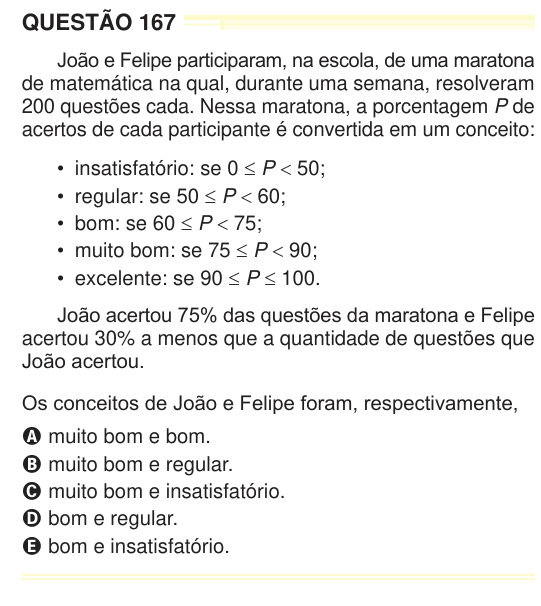 QUESTÃO 167
João e Felipe participaram, na escola, de uma maratona
de matemática na qual, durante uma semana, resolveram
200 questões cada. Nessa maratona, a porcentagem P de
acertos de cada participante é convertida em um conceito:
• insatisfatório: se 0 ≤ P < 50;
• regular: se 50 ≤ P < 60;
• bom: se 60 ≤ P < 75;
• muito bom: se 75 ≤ P < 90;
• excelente: se 90 ≤ P ≤ 100.
João acertou 75% das questões da maratona e Felipe
acertou 30% a menos que a quantidade de questões que
João acertou.
Os conceitos de João e Felipe foram, respectivamente,
A muito bom e bom.
B muito bom e regular.
C muito bom e insatisfatório.
D bom e regular.
E bom e insatisfatório.